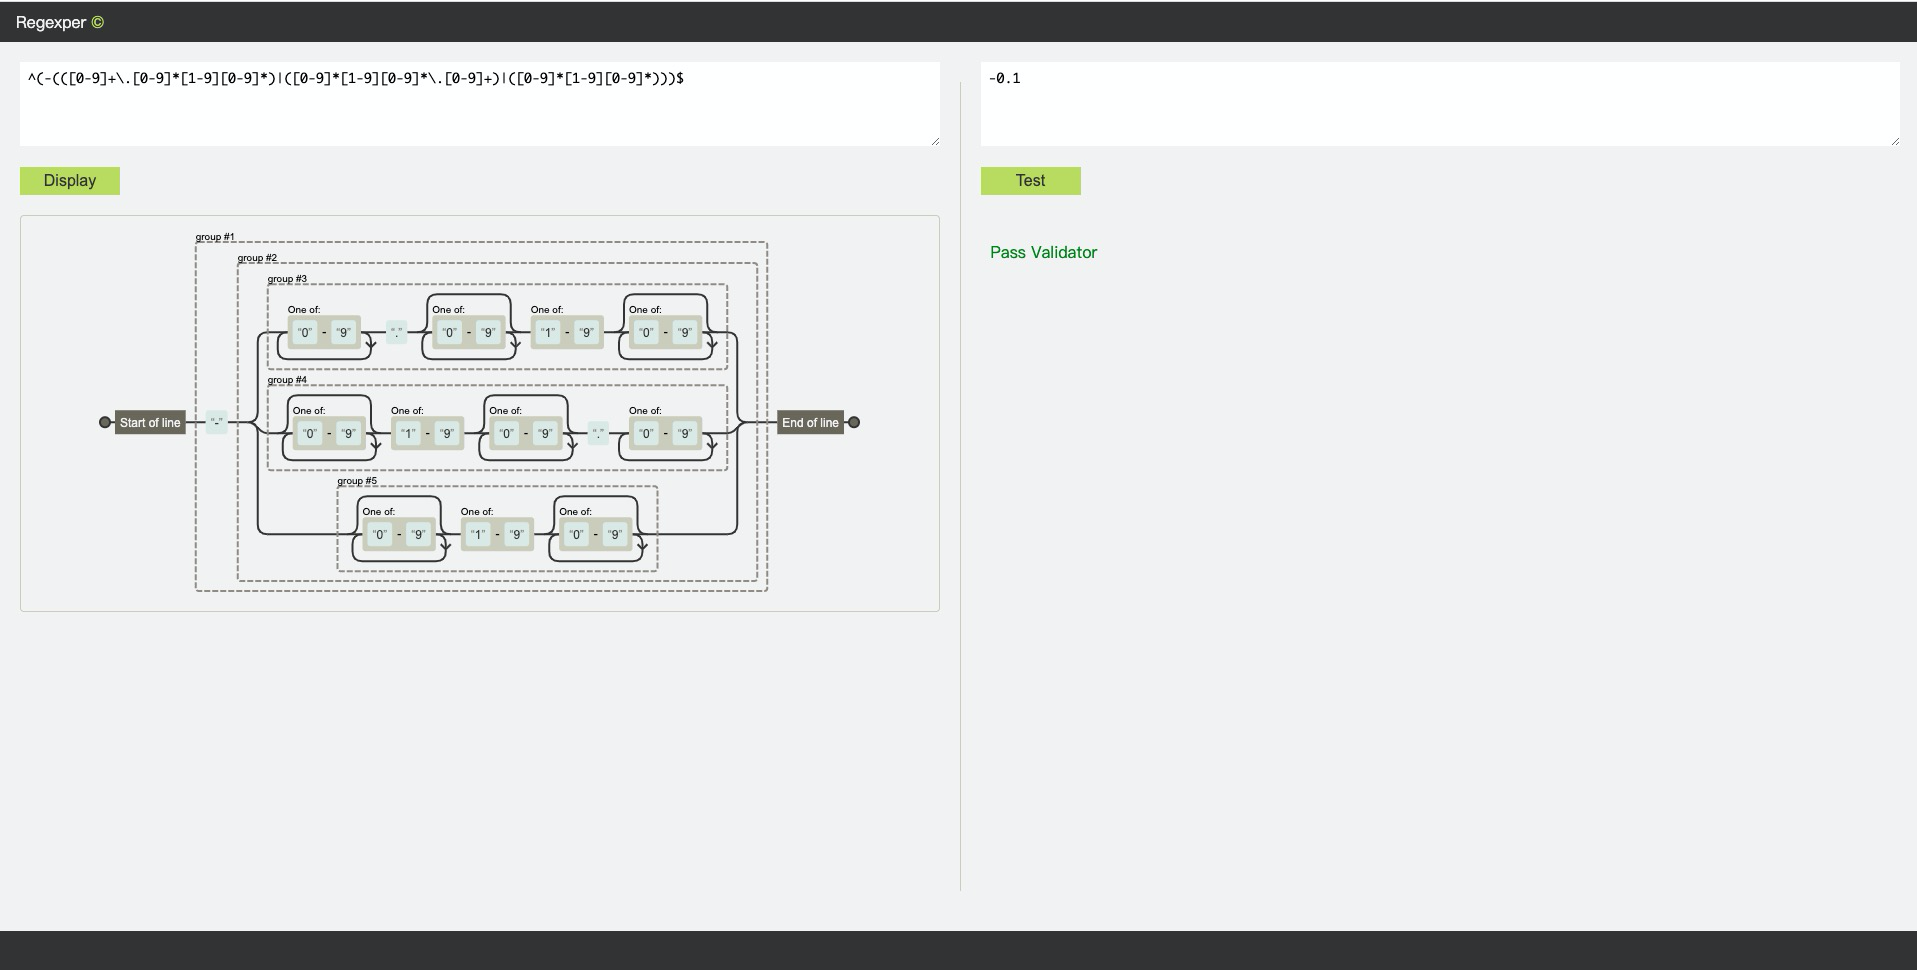 Regexper ©
^(-(([0-9]+\.[0-9]*[1-9][0-9]*)|([0-9]*[1-9][0-9]*\.[0-9]+)|([0-9]*[1-9][0-9]*)))$
Display
group #1
group #2
group #3
One of: One of: One of: One of:
“0” - “9” “.” “0” - “9” “1” - “9” “0” - “9”
group #4
One of: One of: One of: One of:
Start of line “-” End of line
“0” - “9” “1” - “9” “0” - “9” “.” “0” - “9”
group #5
One of: One of: One of:
“0” - “9” “1” - “9” “0” - “9”
-0.1
Test
Pass Validator